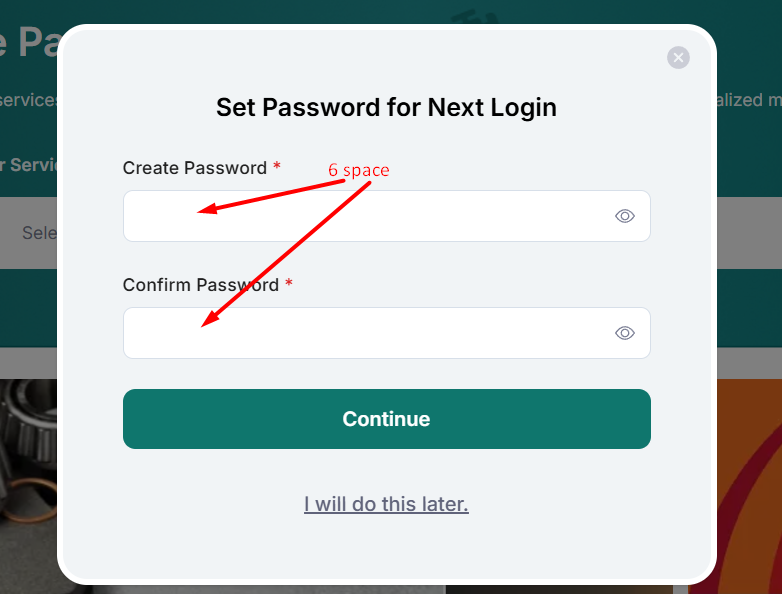 e Pa
services
alized m
r Servic
Sele
Set Password for Next Login
Create Password *
6 space
Confirm Password *
Continue
I will do this later.